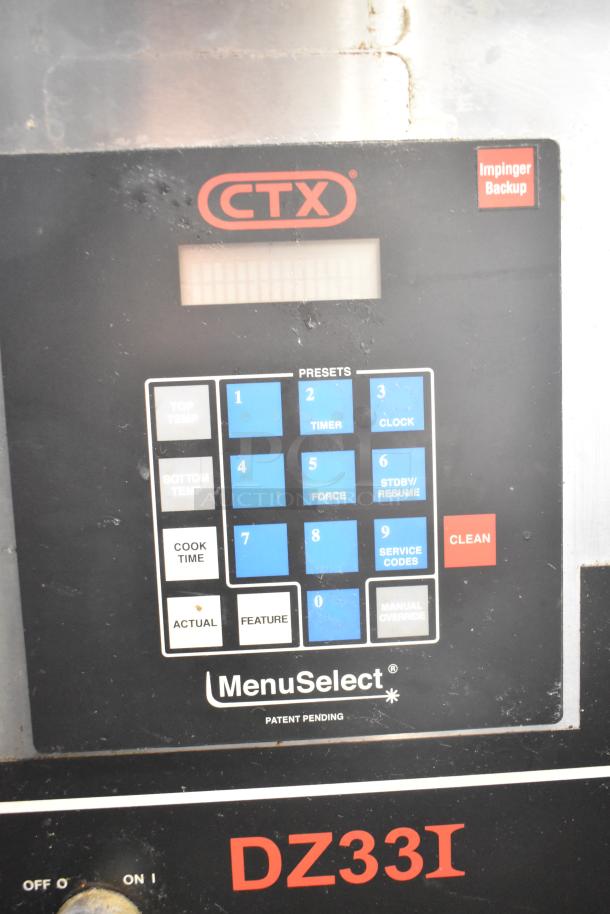 CTX®
Impinger
Backup
PRESETS
TOP
TEMP
1
2
TIMER
3
CLOCK
BOTTOM
TEMP
4
5
FORCE
6
STDBY/
RESUME
COOK
TIME
7
8
9
SERVICE
CODES
CLEAN
ACTUAL
FEATURE
0
MANUAL
OVERRIDE
MenuSelect®
PATENT PENDING
OFF O
ON I
DZ33I
AUCTION GROUP